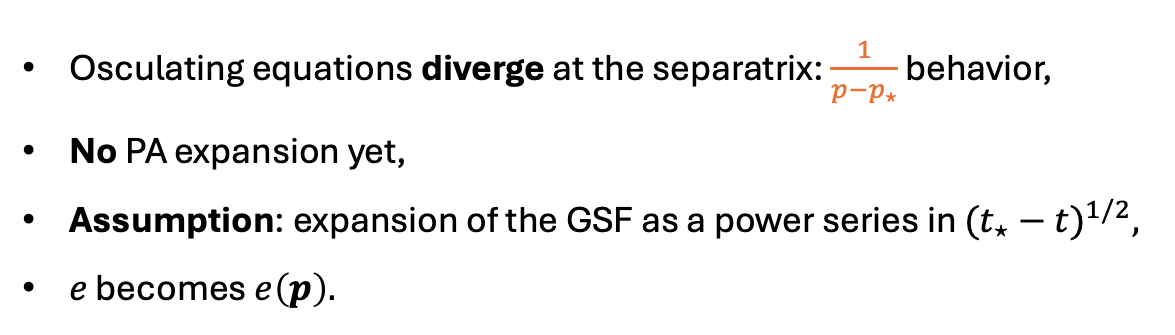 • Osculating equations diverge at the separatrix: 1/(p−p⋆) behavior,
• No PA expansion yet,
• Assumption: expansion of the GSF as a power series in (t⋆ − t)^{1/2},
• e becomes e(p).